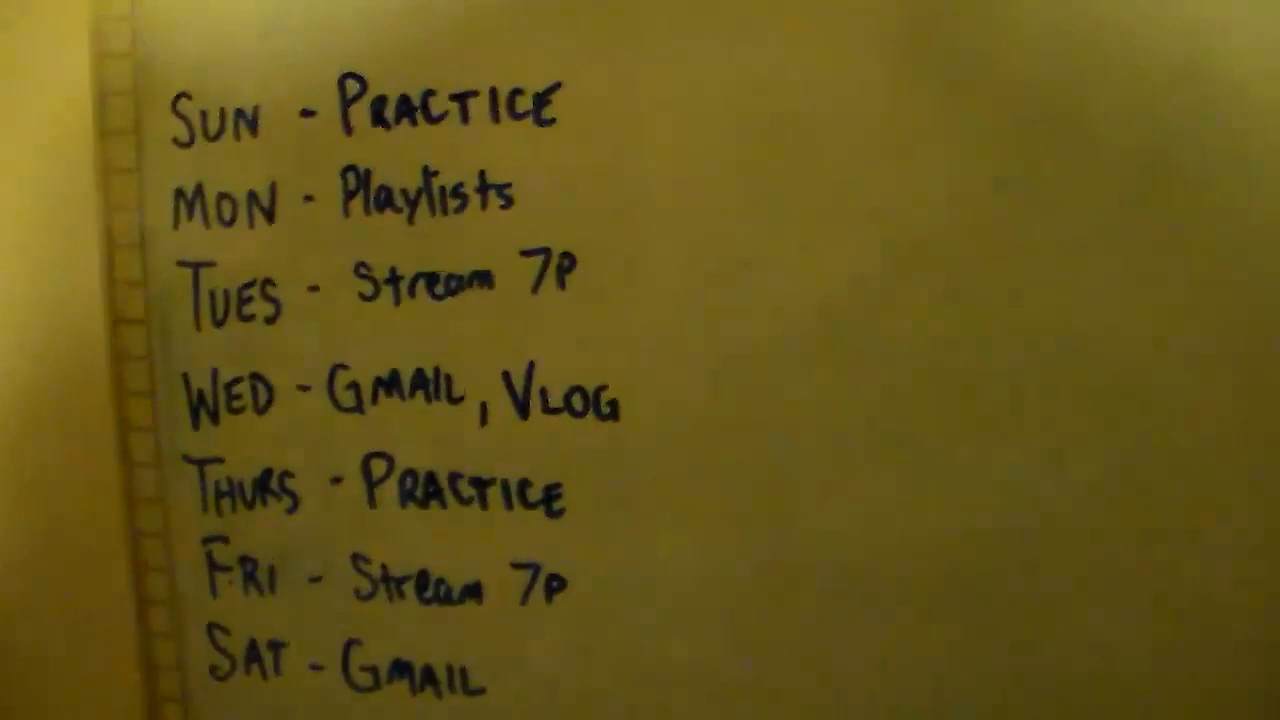 SUN - PRACTICE
MON - Playlists
TUES - Stream 7P
WED - GMAIL, VLOG
THURS - PRACTICE
FRI - Stream 7P
SAT - GMAIL